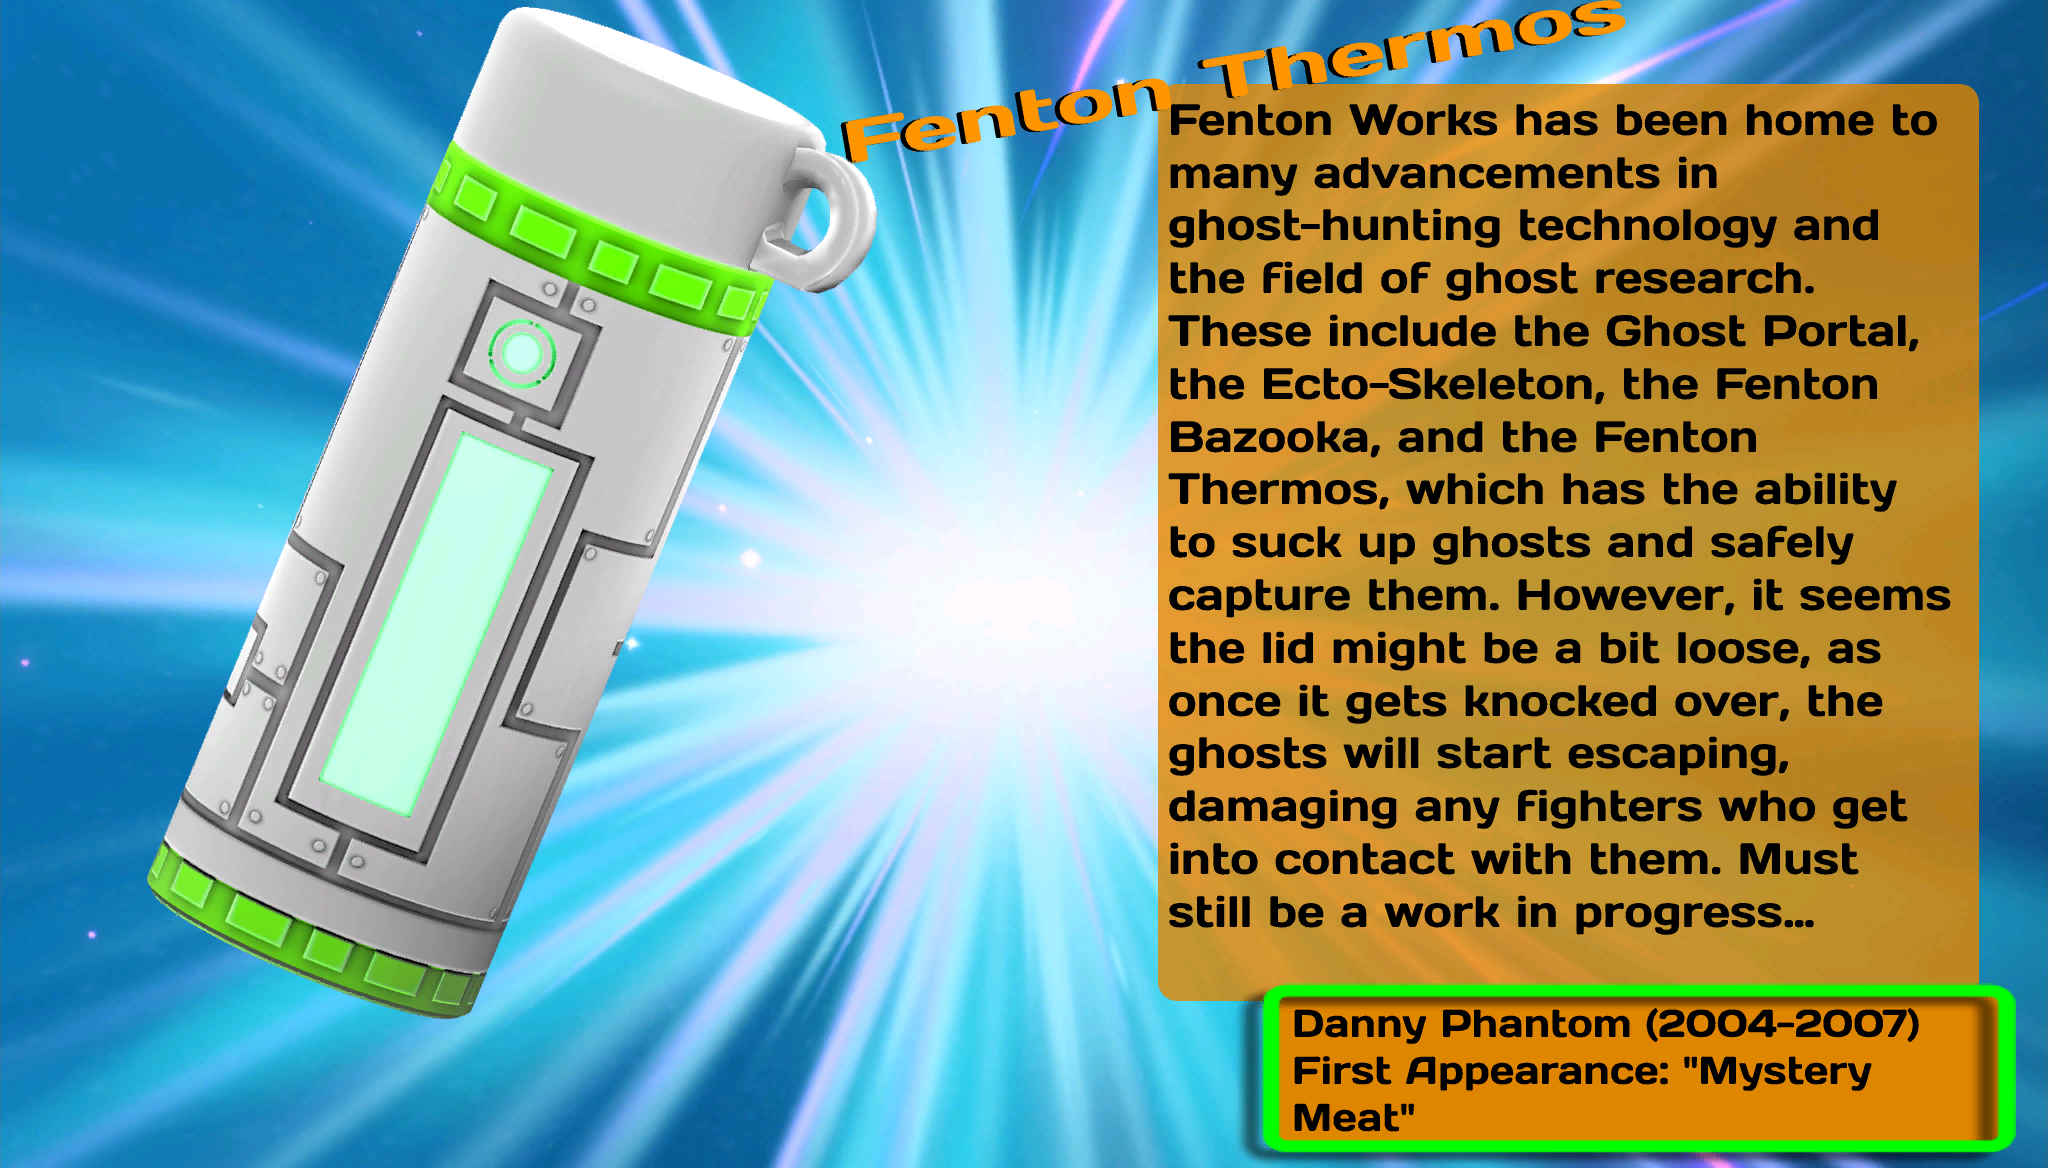 Fenton Thermos
Fenton Works has been home to
many advancements in
ghost-hunting technology and
the field of ghost research.
These include the Ghost Portal,
the Ecto-Skeleton, the Fenton
Bazooka, and the Fenton
Thermos, which has the ability
to suck up ghosts and safely
capture them. However, it seems
the lid might be a bit loose, as
once it gets knocked over, the
ghosts will start escaping,
damaging any fighters who get
into contact with them. Must
still be a work in progress...
Danny Phantom (2004-2007)
First Appearance: "Mystery
Meat"